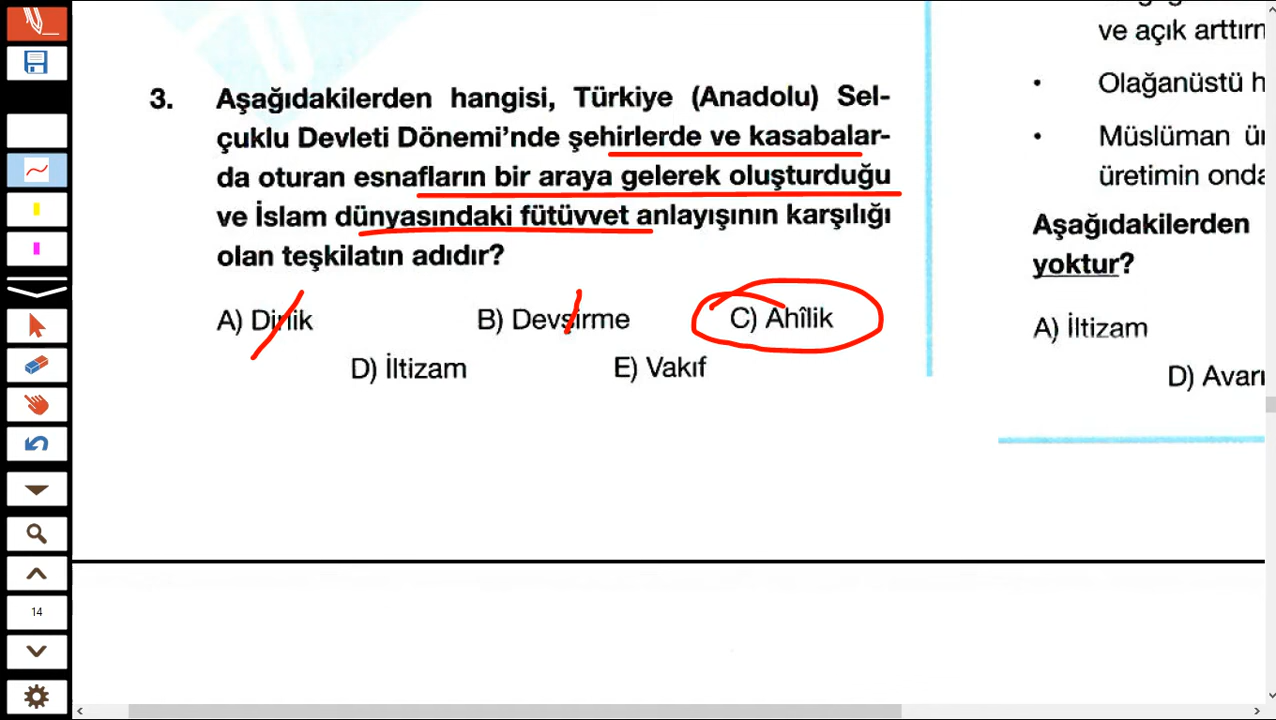 3. Aşağıdakilerden hangisi, Türkiye (Anadolu) Sel-
çuklu Devleti Dönemi'nde şehirlerde ve kasabalar-
da oturan esnafların bir araya gelerek oluşturduğu
ve İslam dünyasındaki fütüvvet anlayışının karşılığı
olan teşkilatın adıdır?
A) Dirlik B) Devşirme C) Ahîlik
D) İltizam E) Vakıf
ve açık arttırn
• Olağanüstü h
• Müslüman ür
üretimin onda
Aşağıdakilerden
yoktur?
A) İltizam
D) Avarı
14